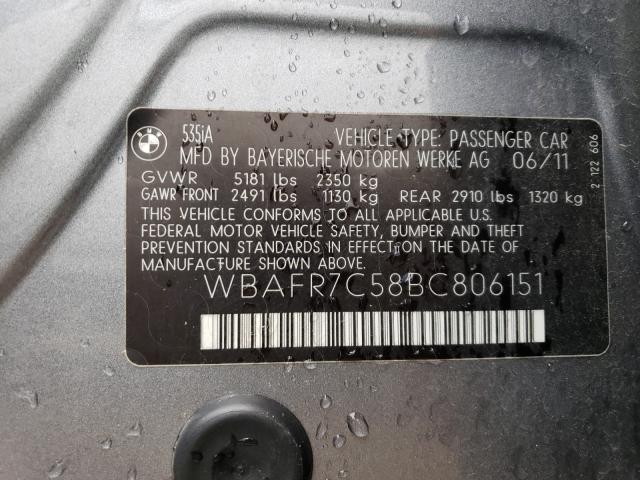 BMW
535iA VEHICLE TYPE: PASSENGER CAR
MFD BY BAYERISCHE MOTOREN WERKE AG 06/11
GVWR 5181 lbs 2350 kg
GAWR FRONT 2491 lbs 1130 kg REAR 2910 lbs 1320 kg
THIS VEHICLE CONFORMS TO ALL APPLICABLE U.S.
FEDERAL MOTOR VEHICLE SAFETY, BUMPER AND THEFT
PREVENTION STANDARDS IN EFFECT ON THE DATE OF
MANUFACTURE SHOWN ABOVE.
WBAFR7C58BC806151
2 122 606